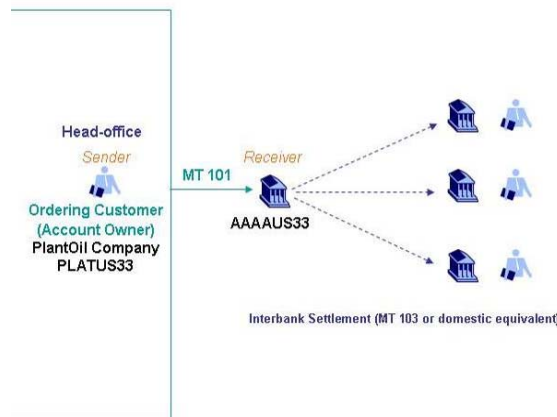 Head-office
Sender
MT 101
Receiver
Ordering Customer
(Account Owner)
PlantOil Company
PLATUS33
AAAAUS33
Interbank Settlement (MT 103 or domestic equivalent)